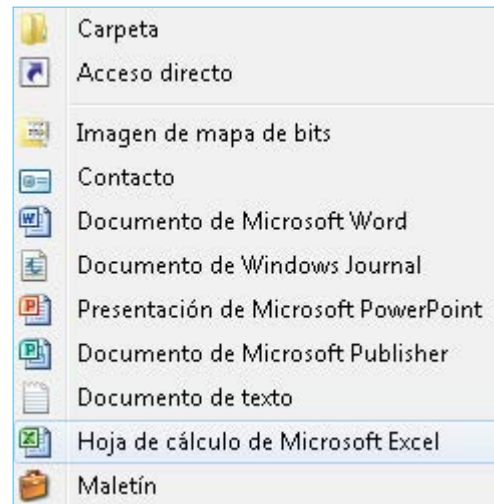 Carpeta
Acceso directo
Imagen de mapa de bits
Contacto
Documento de Microsoft Word
Documento de Windows Journal
Presentación de Microsoft PowerPoint
Documento de Microsoft Publisher
Documento de texto
Hoja de cálculo de Microsoft Excel
Maletín